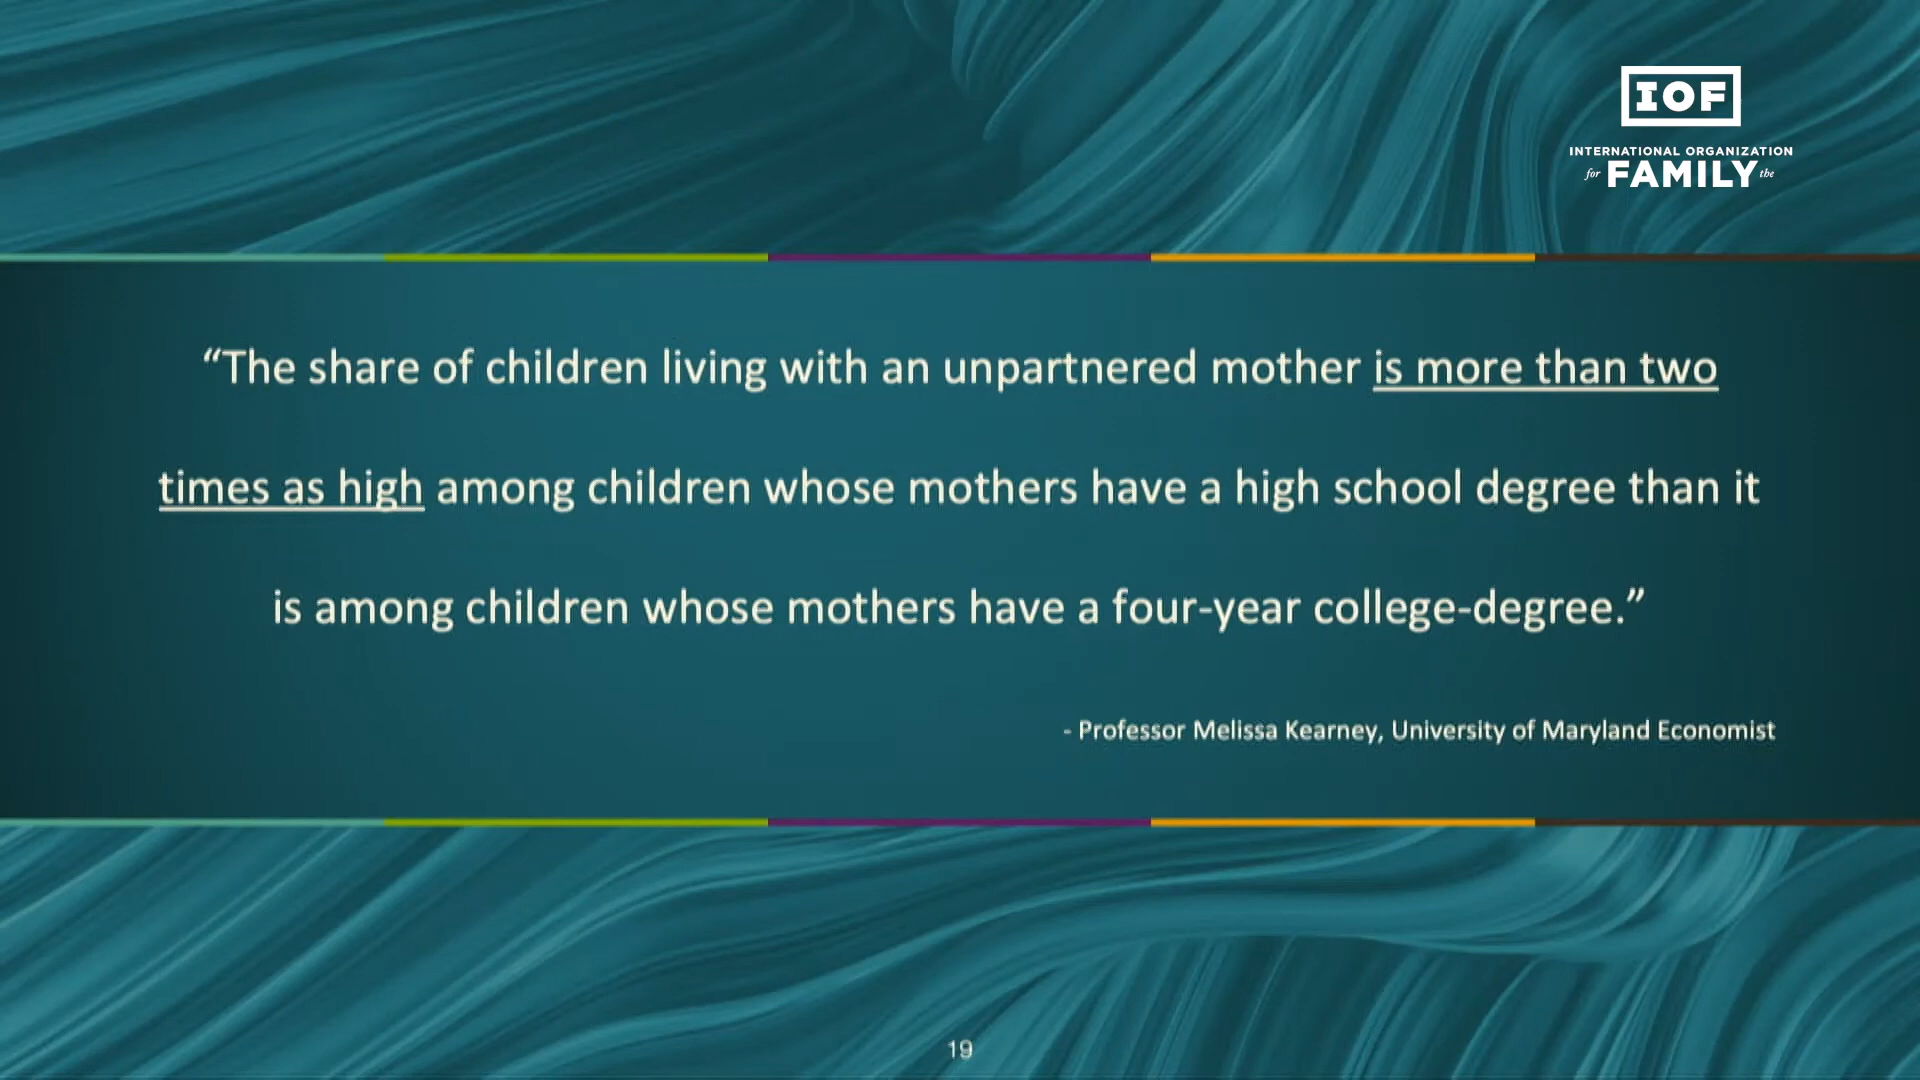 IOF
INTERNATIONAL ORGANIZATION
for FAMILY the
“The share of children living with an unpartnered mother is more than two
times as high among children whose mothers have a high school degree than it
is among children whose mothers have a four-year college-degree.”
- Professor Melissa Kearney, University of Maryland Economist
19